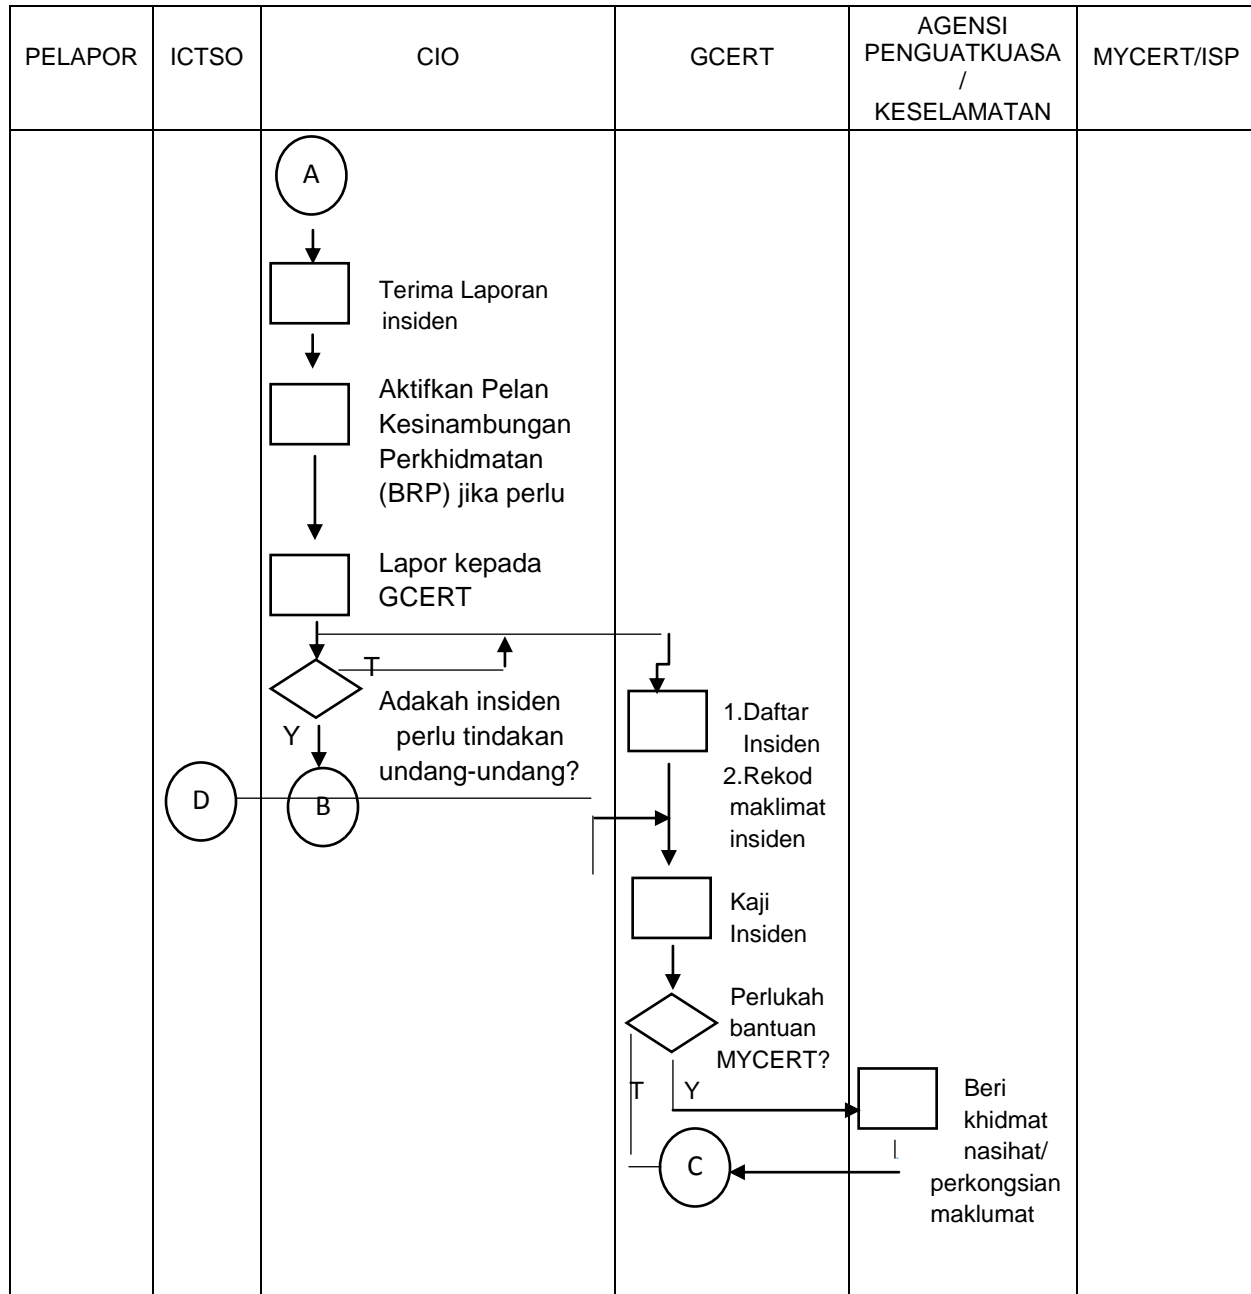 PELAPOR
ICTSO
CIO
GCERT
AGENSI
PENGUATKUASA
/
KESELAMATAN
MYCERT/ISP
A
Terima Laporan
insiden
Aktifkan Pelan
Kesinambungan
Perkhidmatan
(BRP) jika perlu
Lapor kepada
GCERT
T
Adakah insiden
perlu tindakan
undang-undang?
Y
D
B
1.Daftar
Insiden
2.Rekod
maklimat
insiden
Kaji
Insiden
Perlukah
bantuan
MYCERT?
T
Y
Beri
khidmat
nasihat/
perkongsian
maklumat
C